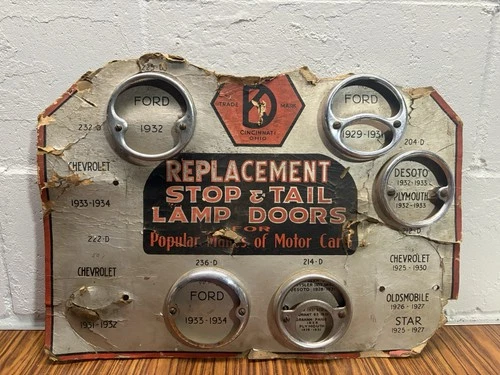 FORD
1932
TRADE MARK
CINCINNATI
OHIO
FORD
1929-1931
232-D
204-D
CHEVROLET
1933-1934
REPLACEMENT
STOP & TAIL
LAMP DOORS
FOR
Popular of Motor Cars
DESOTO
1932-1933
PLYMOUTH
1932-1933
222-D
CHEVROLET
1931-1932
236-D
FORD
1933-1934
214-D
PLYMOUTH
CHEVROLET
1925-1930
OLDSMOBILE
1926-1927
STAR
1925-1927